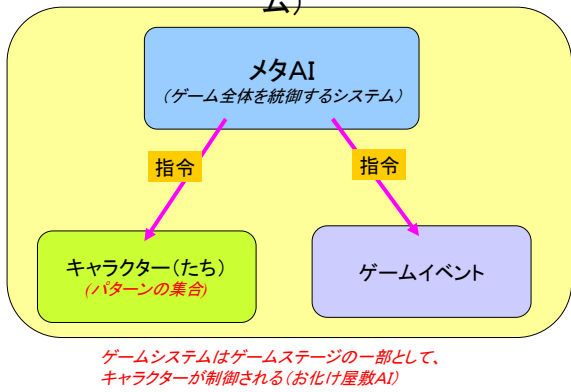 ム)
メタAI
(ゲーム全体を統御するシステム)
指令
指令
キャラクター(たち)
(パターンの集合)
ゲームイベント
ゲームシステムはゲームステージの一部として、
キャラクターが制御される(お化け屋敷AI)